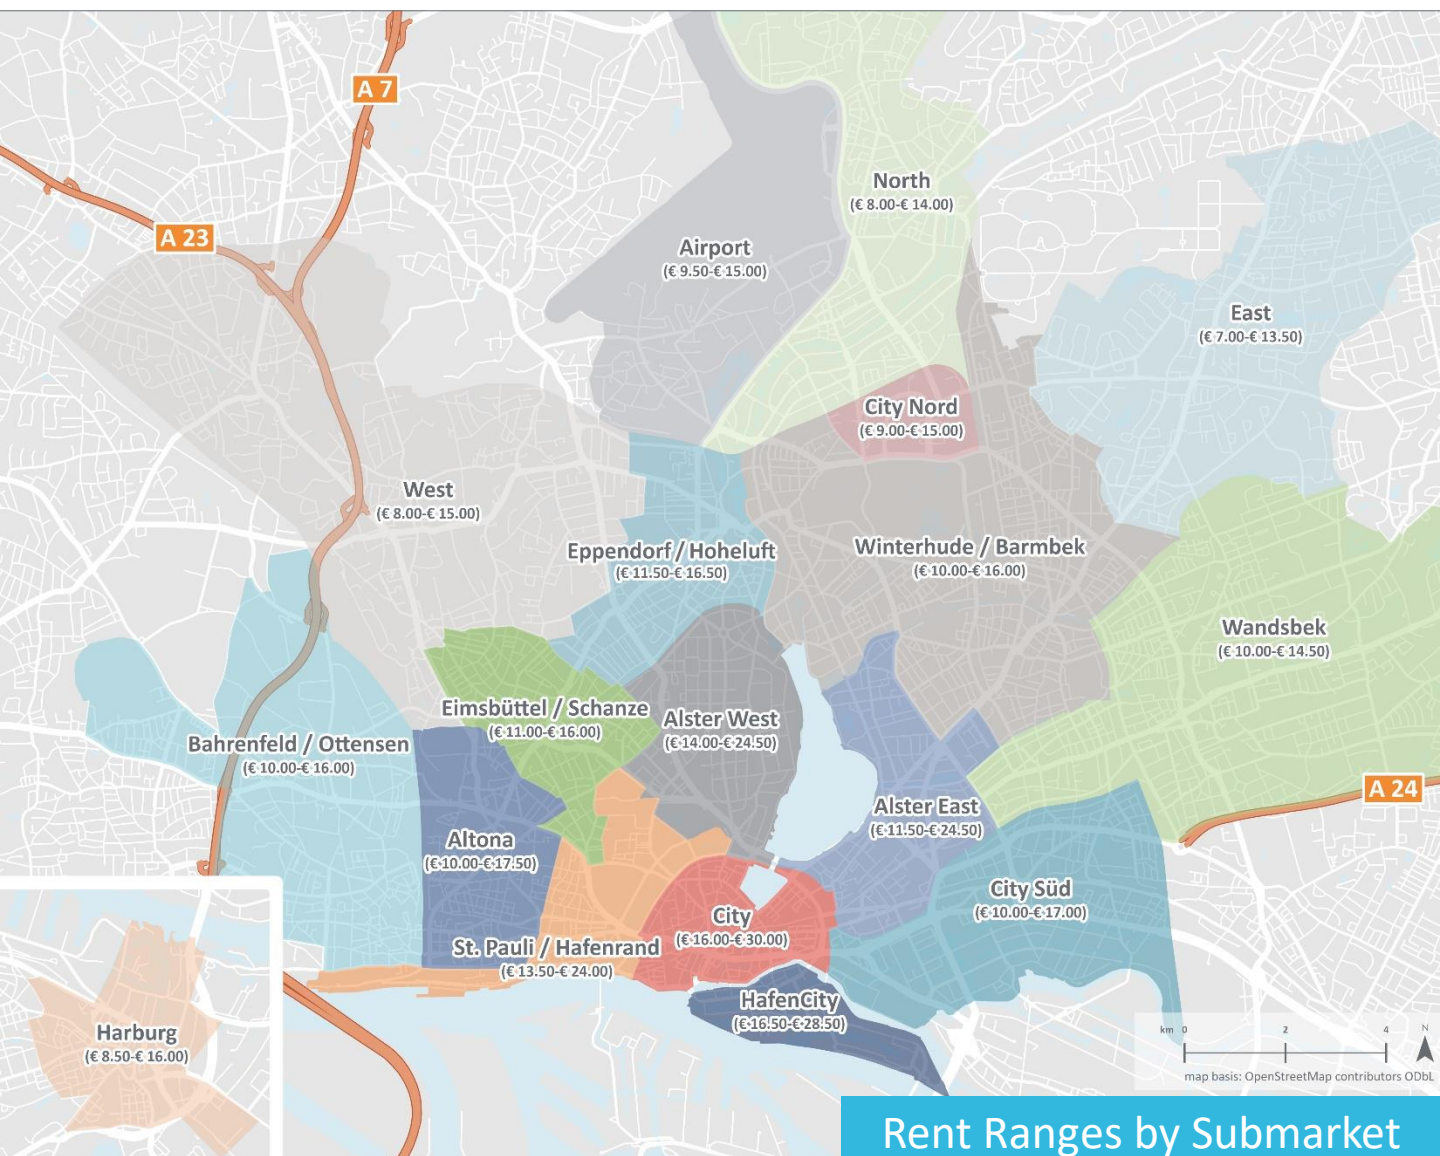 A 7
North
(€ 8.00-€ 14.00)
A 23
Airport
(€ 9.50-€ 15.00)
East
(€ 7.00-€ 13.50)
City Nord
(€ 9.00-€ 15.00)
West
(€ 8.00-€ 15.00)
Eppendorf / Hoheluft
(€ 11.50-€ 16.50)
Winterhude / Barmbek
(€ 10.00-€ 16.00)
Wandsbek
(€ 10.00-€ 14.50)
Eimsbüttel / Schanze
(€ 11.00-€ 16.00)
Alster West
(€ 14.00-€ 24.50)
Bahrenfeld / Ottensen
(€ 10.00-€ 16.00)
A 24
Alster East
(€ 11.50-€ 24.50)
Altona
(€ 10.00-€ 17.50)
City Süd
(€ 10.00-€ 17.00)
City
(€ 16.00-€ 30.00)
St. Pauli / Hafenrand
(€ 13.50-€ 24.00)
HafenCity
(€ 16.50-€ 28.50)
Harburg
(€ 8.50-€ 16.00)
km 0 2 4 N
map basis: OpenStreetMap contributors ODbL
Rent Ranges by Submarket